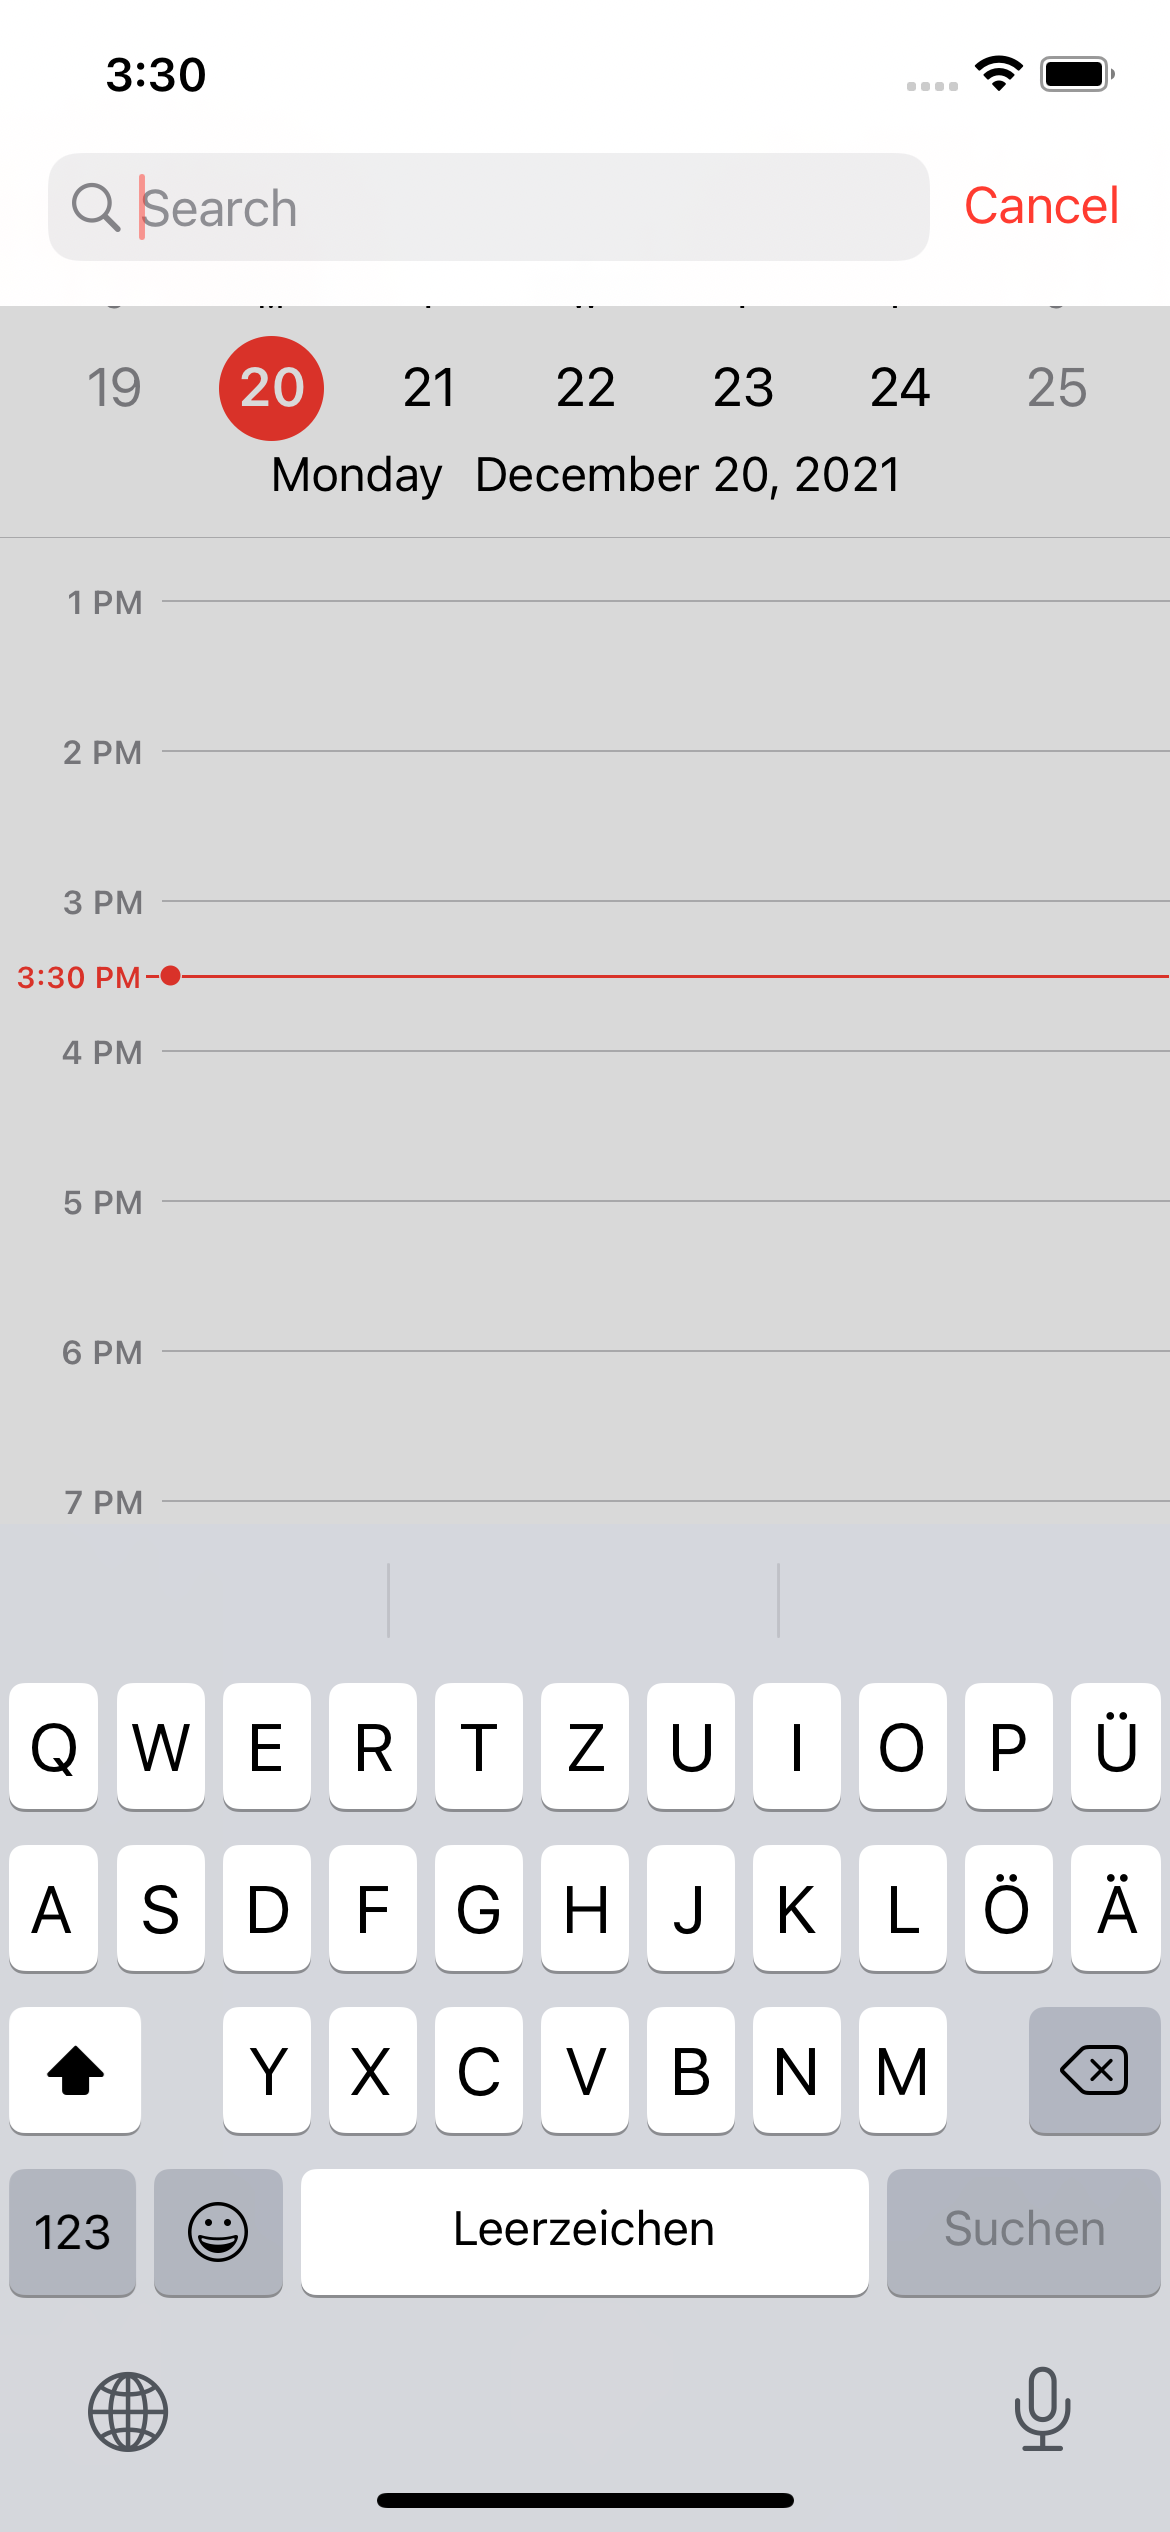 3:30
Search Cancel
19 20 21 22 23 24 25
Monday December 20, 2021
1 PM
2 PM
3 PM
3:30 PM
4 PM
5 PM
6 PM
7 PM
Q W E R T Z U I O P Ü
A S D F G H J K L Ö Ä
Y X C V B N M
123 Leerzeichen Suchen